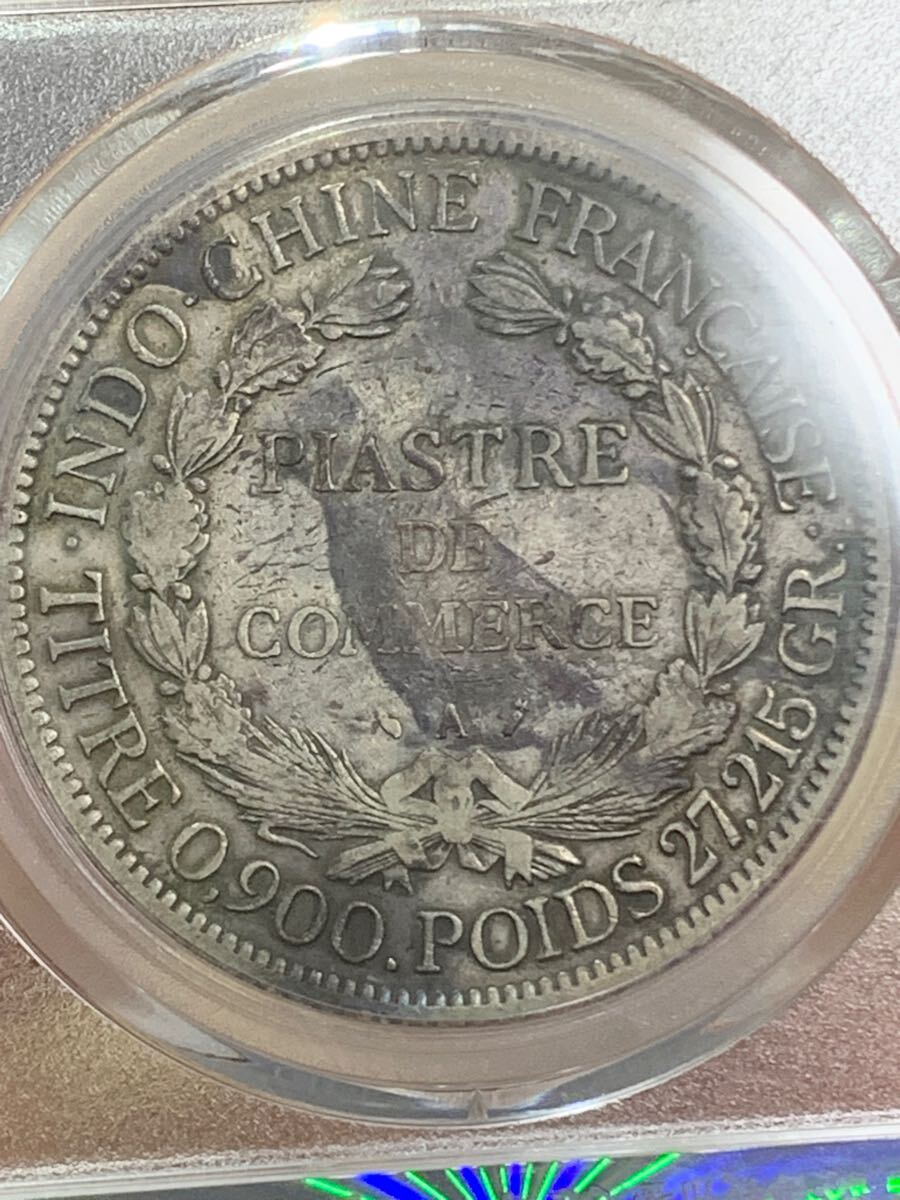 · INDO-CHINE FRANÇAISE ·
PIASTRE
DE
COMMERCE
A
TITRE 0,900. POIDS 27,215 GR.